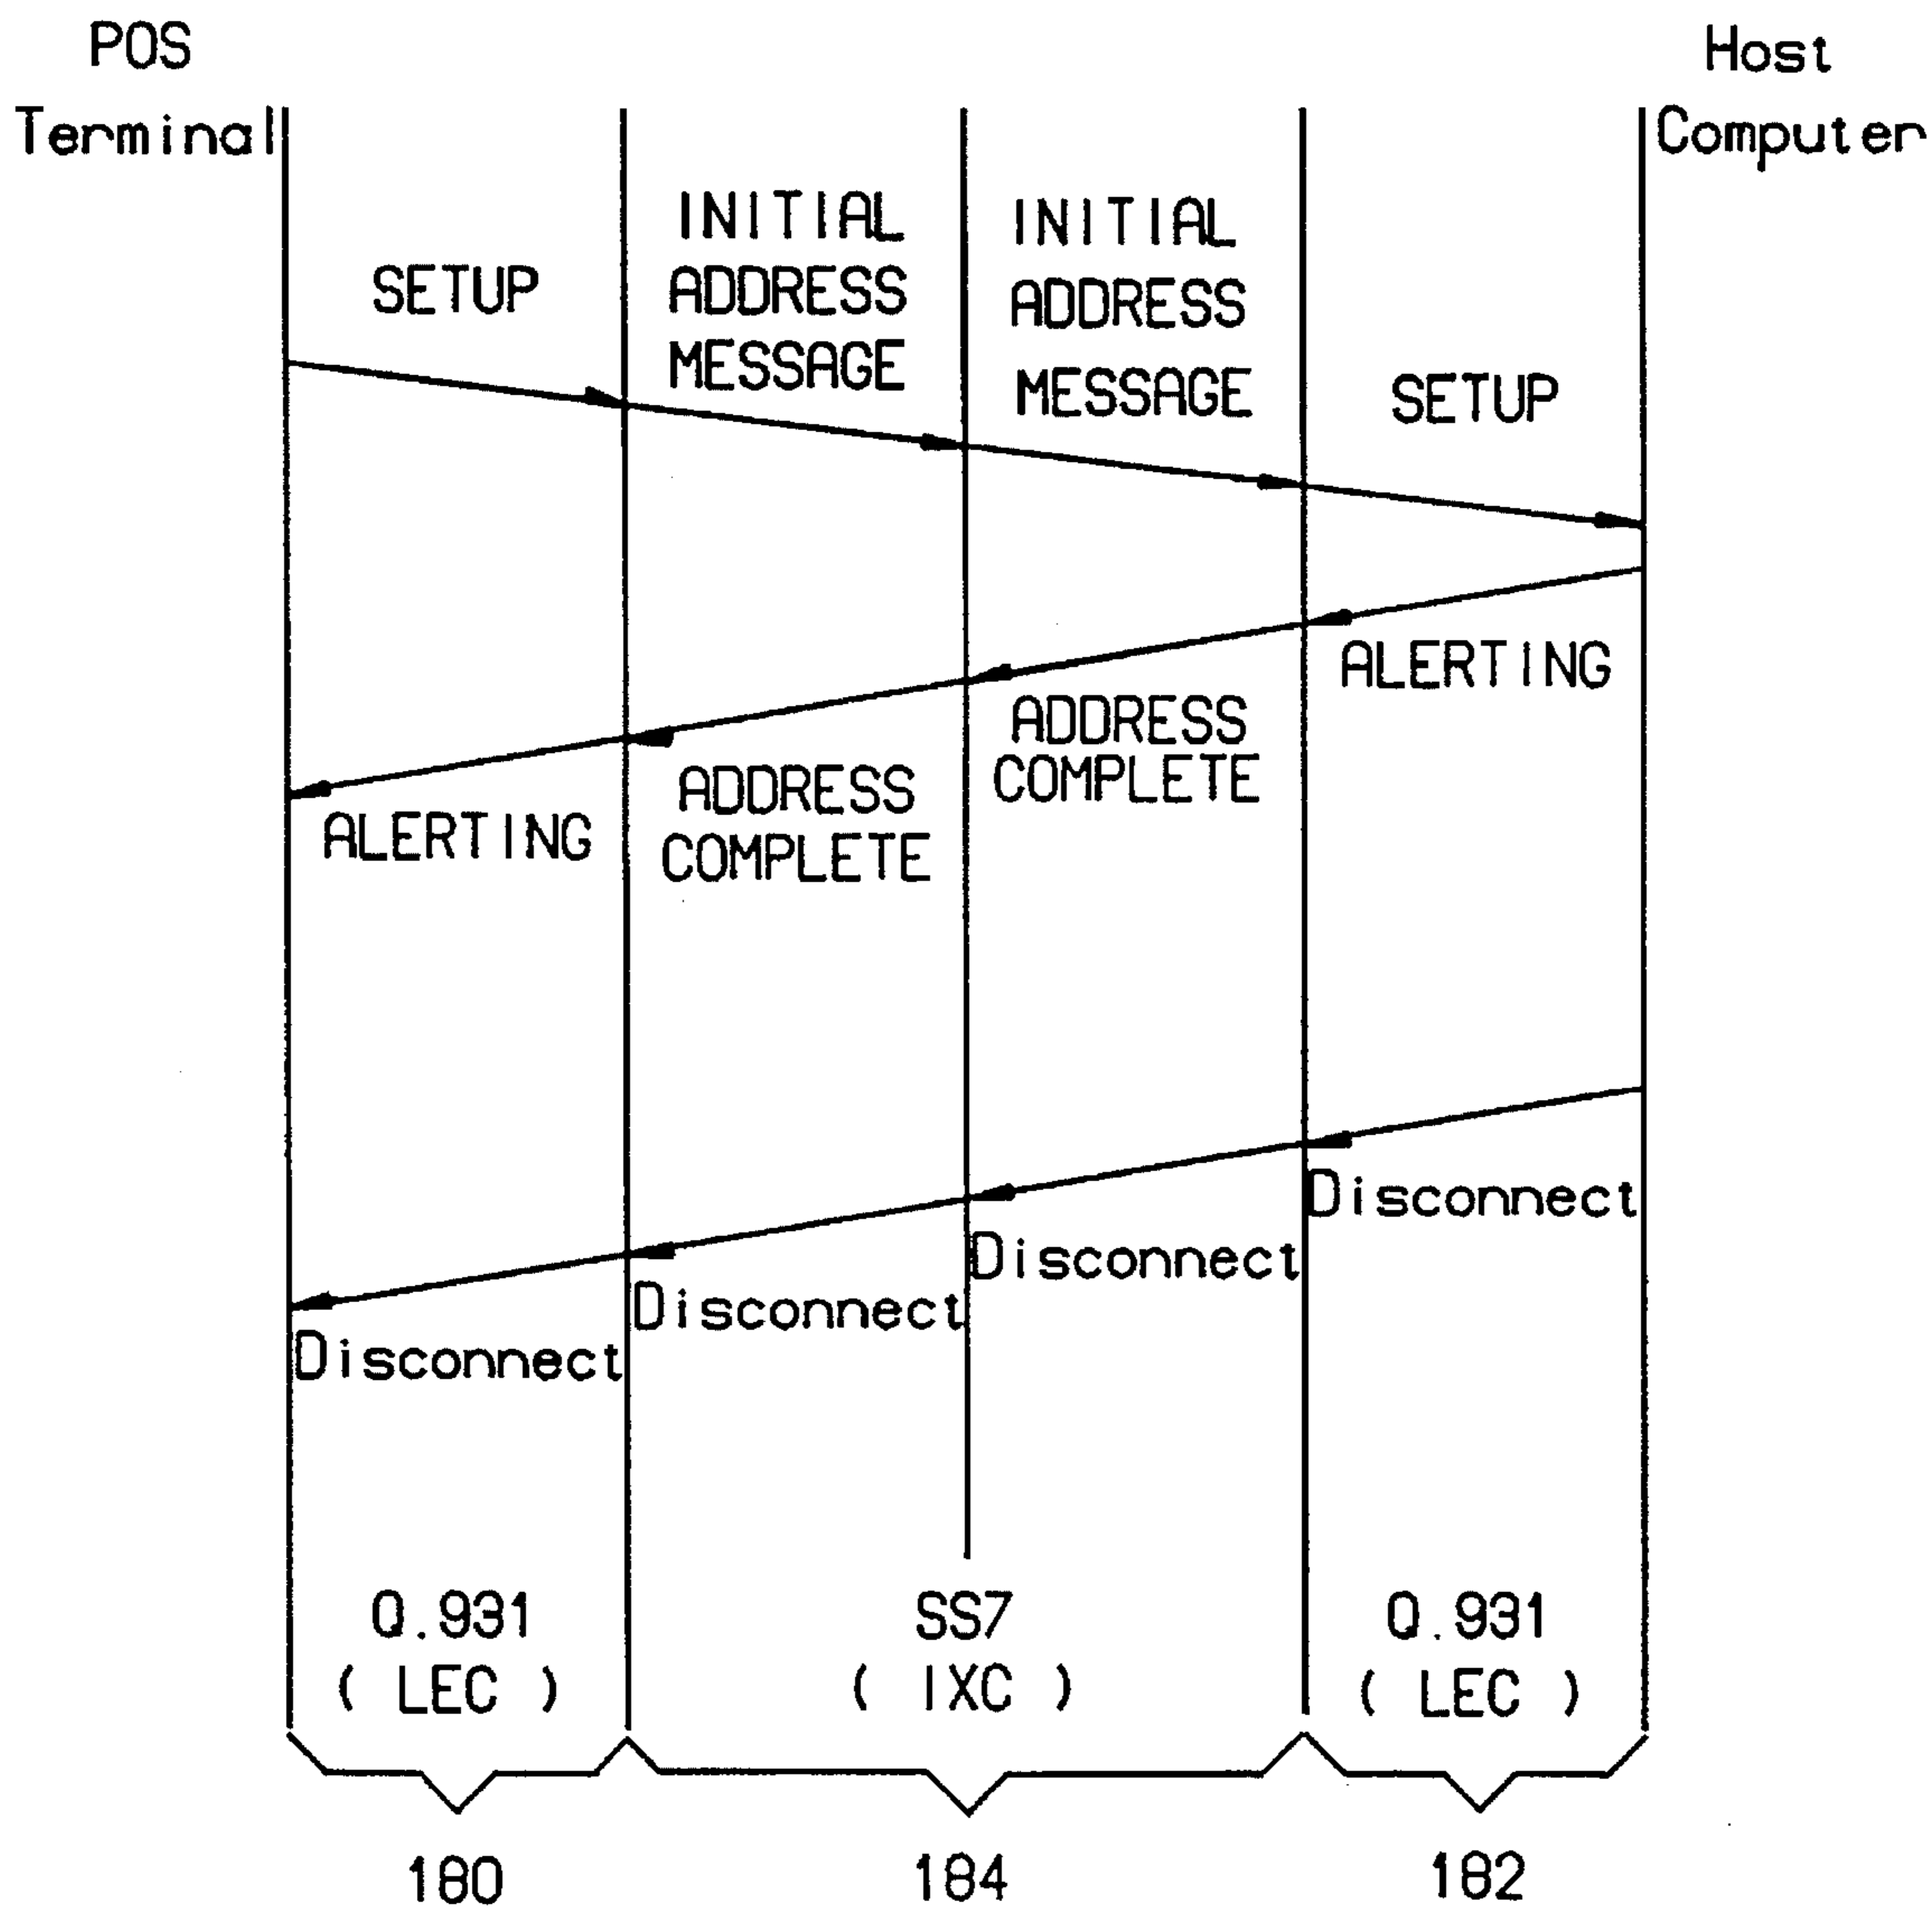 POS
Terminal
Host
Computer
SETUP
INITIAL
ADDRESS
MESSAGE
INITIAL
ADDRESS
MESSAGE
SETUP
ALERTING
ADDRESS
COMPLETE
ADDRESS
COMPLETE
ALERTING
Disconnect
Disconnect
Disconnect
Disconnect
Q.931
( LEC )
SS7
( IXC )
Q.931
( LEC )
180
184
182